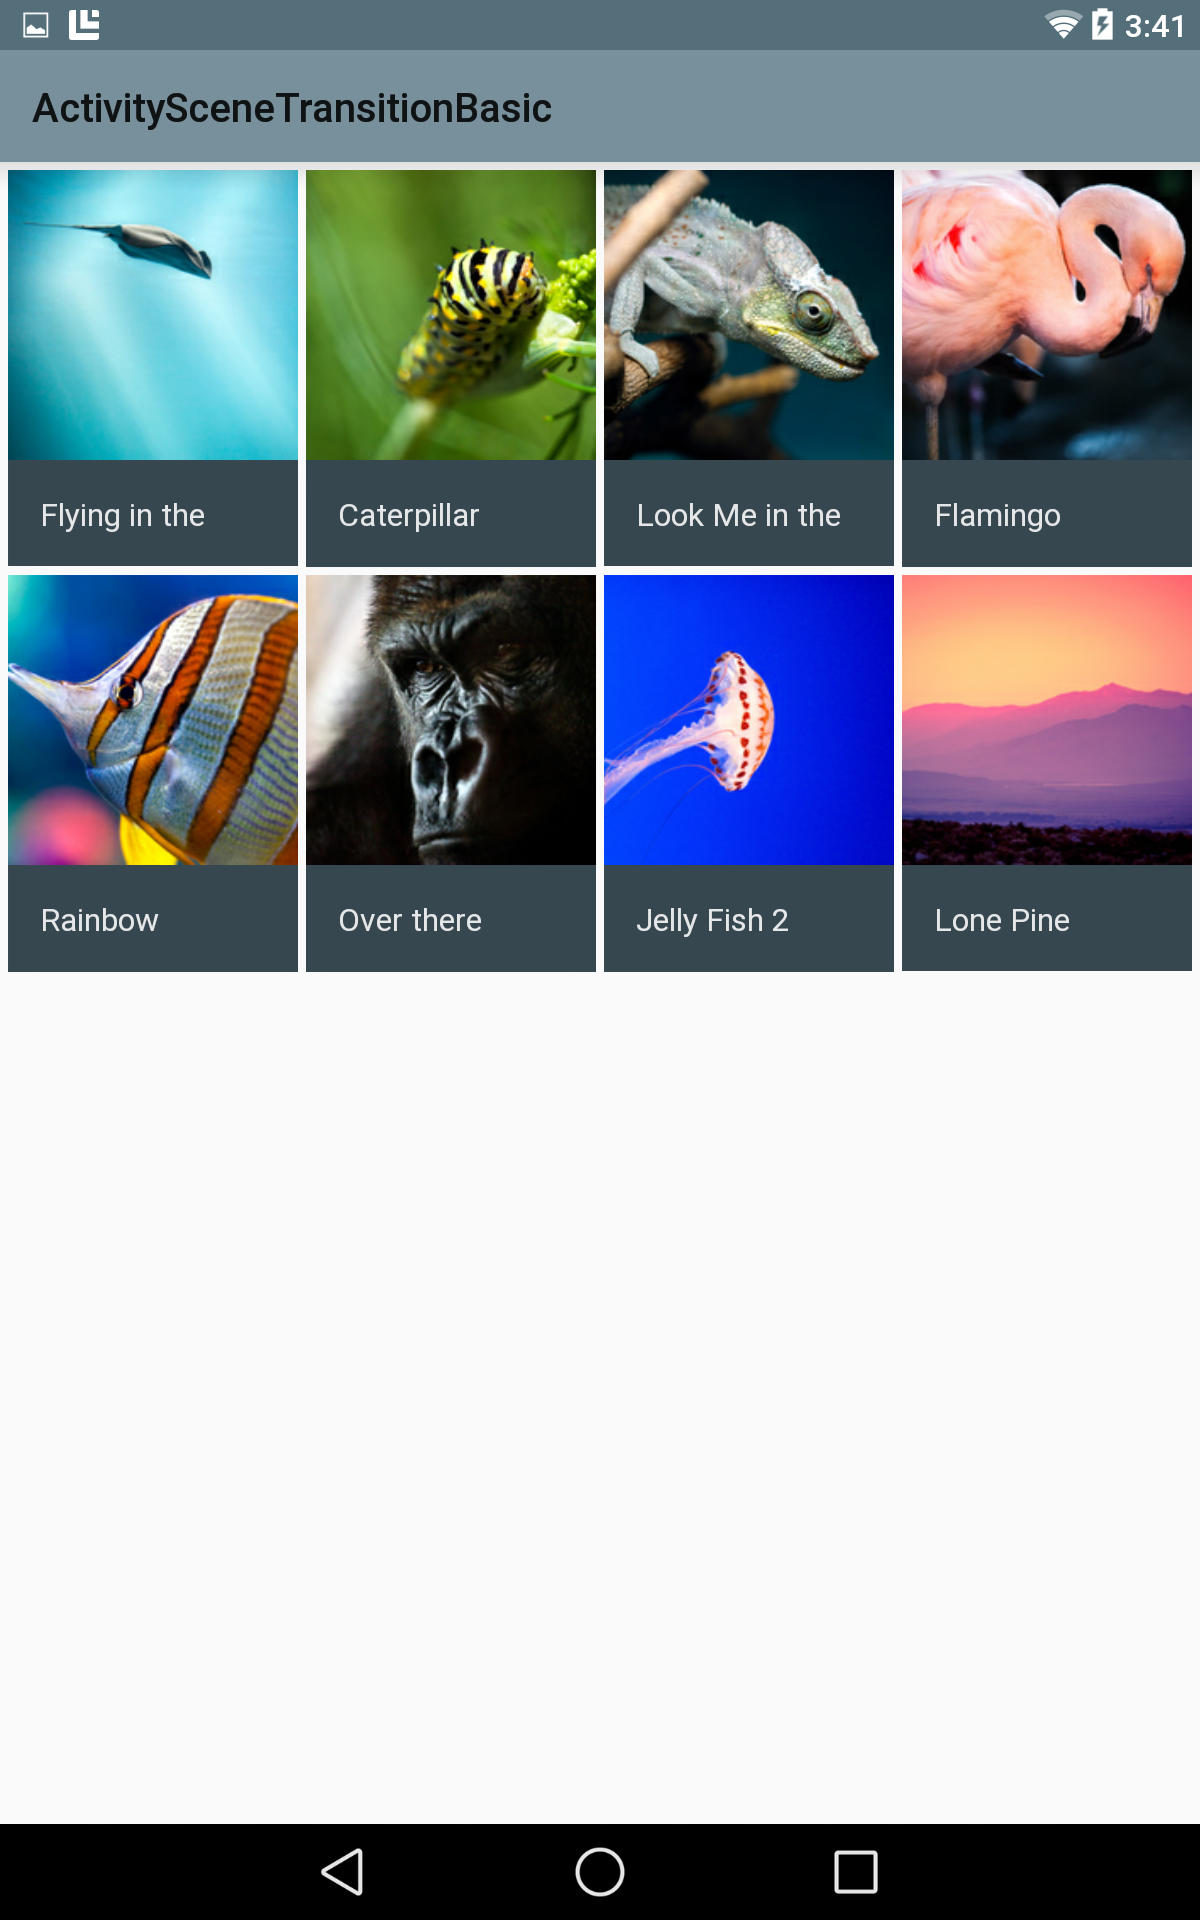 3:41
ActivitySceneTransitionBasic
Flying in the
Caterpillar
Look Me in the
Flamingo
Rainbow
Over there
Jelly Fish 2
Lone Pine